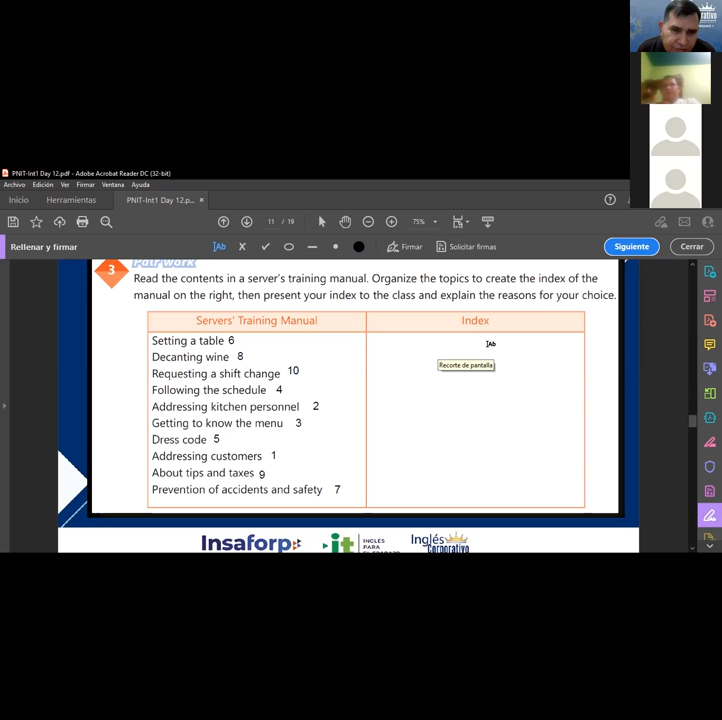 PNIT-Int1 Day 12.pdf - Adobe Acrobat Reader DC (32-bit)
Archivo Edición Ver Firmar Ventana Ayuda
Inicio Herramientas PNIT-Int1 Day 12.p... ×
11 / 19 75%
Rellenar y firmar Ab Firmar Solicitar firmas Siguiente Cerrar
3 Pair Work
Read the contents in a server's training manual. Organize the topics to create the index of the
manual on the right, then present your index to the class and explain the reasons for your choice.
Servers' Training Manual Index
Setting a table 6
Ab
Decanting wine 8
Recorte de pantalla
Requesting a shift change 10
Following the schedule 4
Addressing kitchen personnel 2
Getting to know the menu 3
Dress code 5
Addressing customers 1
About tips and taxes 9
Prevention of accidents and safety 7
Insaforp it INGLÉS PARA Inglés Corporativo